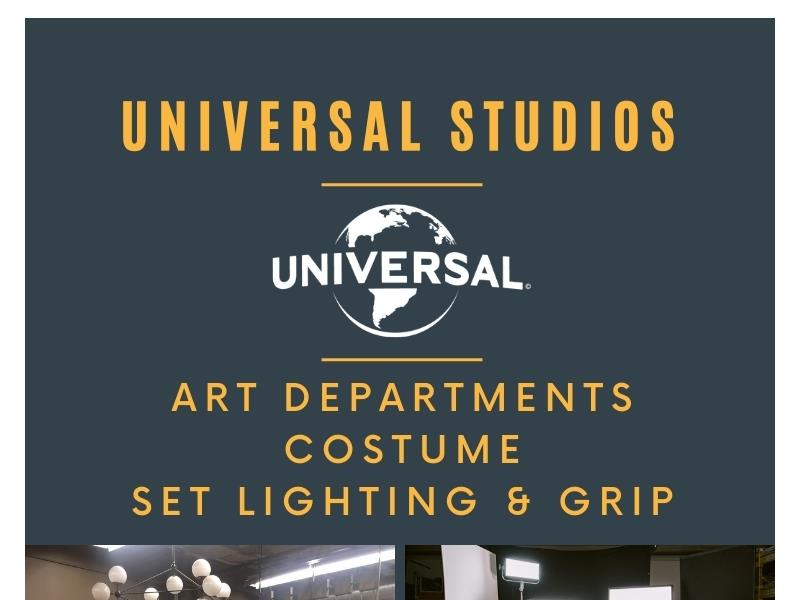 UNIVERSAL STUDIOS
UNIVERSAL©
ART DEPARTMENTS
COSTUME
SET LIGHTING & GRIP